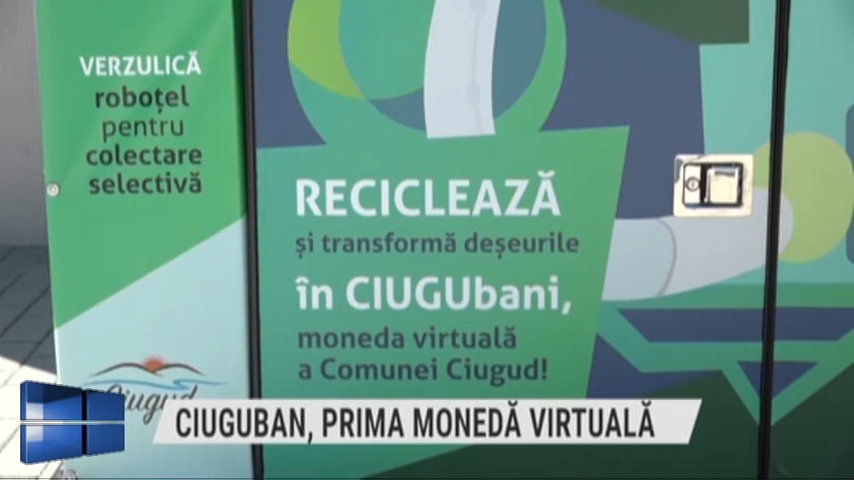 VERZULICĂ
roboțel
pentru
colectare
selectivă
RECICLEAZĂ
și transformă deșeurile
în CIUGUbani,
moneda virtuală
a Comunei Ciugud!
Ciugud
CIUGUBAN, PRIMA MONEDĂ VIRTUALĂ